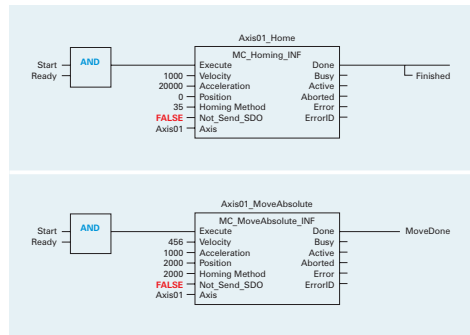 Axis01_Home
MC_Homing_INF
Start
Ready
AND
Execute Done
1000 Velocity Busy
20000 Acceleration Active
0 Position Aborted
35 Homing Method Error
FALSE Not_Send_SDO ErrorID
Axis01 Axis
Finished
Axis01_MoveAbsolute
MC_MoveAbsolute_INF
Start
Ready
AND
Execute Done MoveDone
456 Velocity Busy
1000 Acceleration Active
2000 Position Aborted
2000 Homing Method Error
FALSE Not_Send_SDO ErrorID
Axis01 Axis